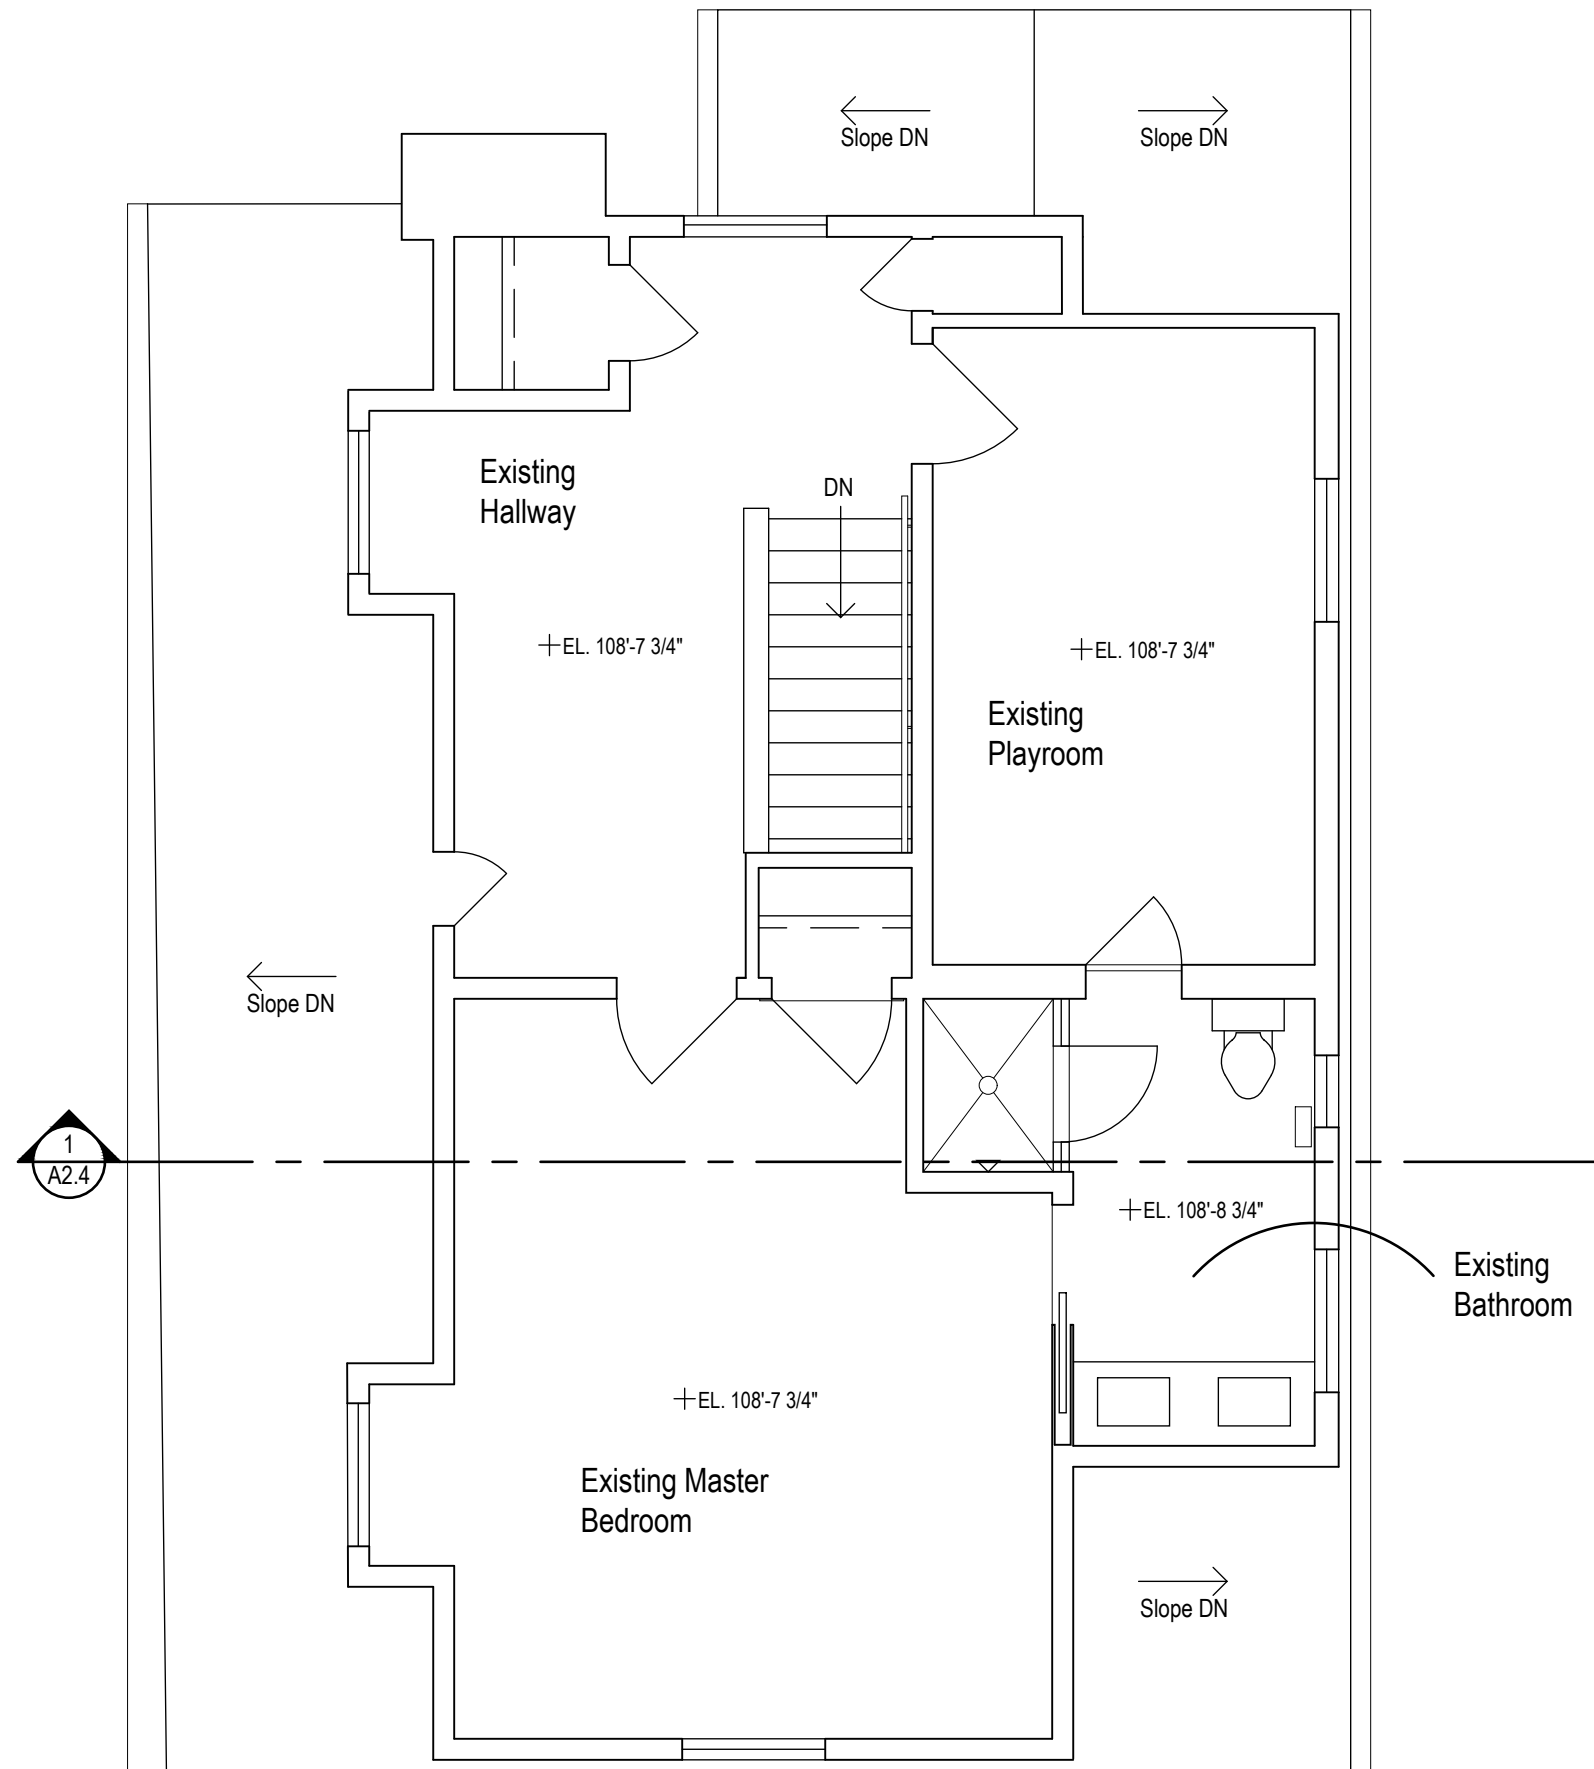 Slope DN
Slope DN
Existing
Hallway
DN
EL. 108'-7 3/4"
EL. 108'-7 3/4"
Existing
Playroom
Slope DN
1
A2.4
EL. 108'-8 3/4"
Existing
Bathroom
EL. 108'-7 3/4"
Existing Master
Bedroom
Slope DN